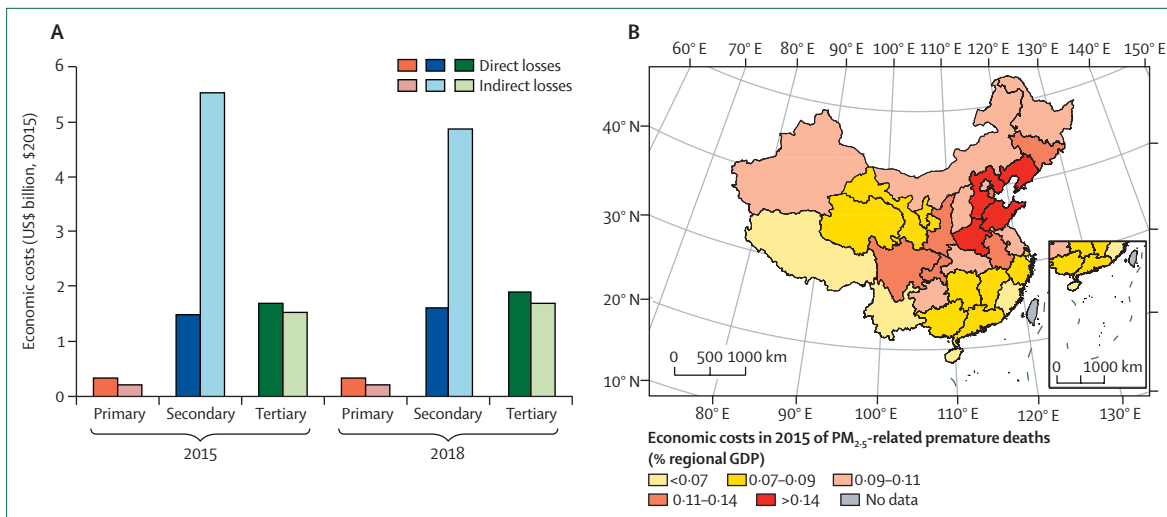 A
Direct losses
Indirect losses
Economic costs (US$ billion, $2015)
6
5
4
3
2
1
0
Primary Secondary Tertiary Primary Secondary Tertiary
2015 2018
B
60° E 70° E 80° E 90° E 100° E 110° E 120° E 130° E 140° E 150° E
40° N
30° N
20° N
10° N
0 500 1000 km
0 1000 km
80° E 90° E 100° E 110° E 120° E 130° E
Economic costs in 2015 of PM2·5-related premature deaths
(% regional GDP)
<0·07 0·07–0·09 0·09–0·11
0·11–0·14 >0·14 No data